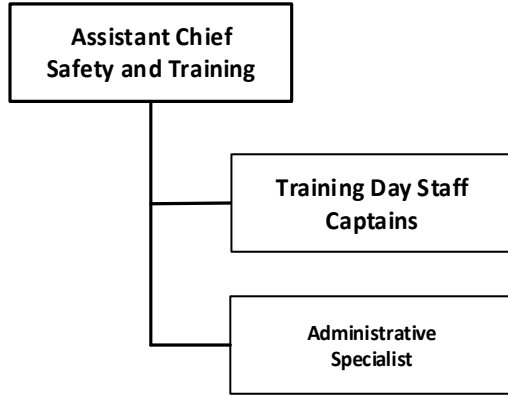 Assistant Chief
Safety and Training
Training Day Staff
Captains
Administrative
Specialist